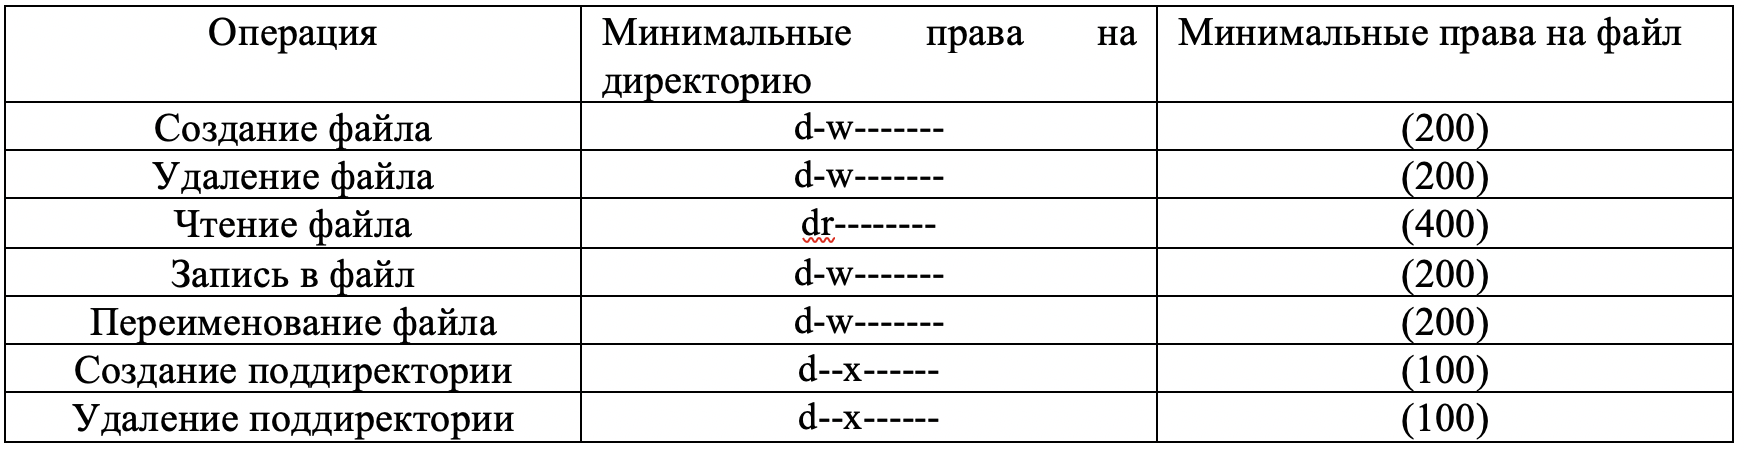 Операция Минимальные права на Минимальные права на файл
директорию
Создание файла d-w------- (200)
Удаление файла d-w------- (200)
Чтение файла dr-------- (400)
Запись в файл d-w------- (200)
Переименование файла d-w------- (200)
Создание поддиректории d--x------ (100)
Удаление поддиректории d--x------ (100)